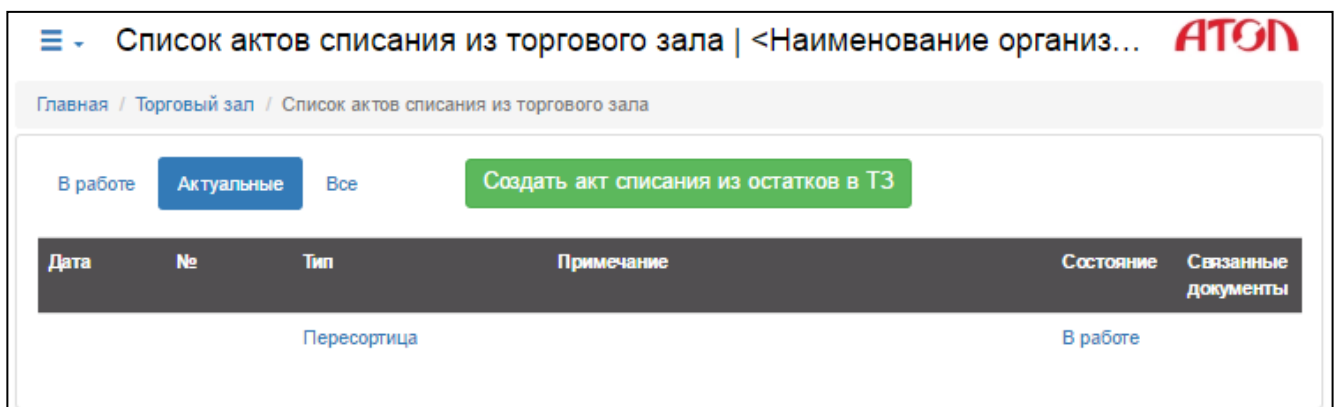 Список актов списания из торгового зала | <Наименование организ... АТОЛ
Главная / Торговый зал / Список актов списания из торгового зала
В работе Актуальные Все Создать акт списания из остатков в ТЗ
Дата № Тип Примечание Состояние Связанные
документы
Пересортица В работе